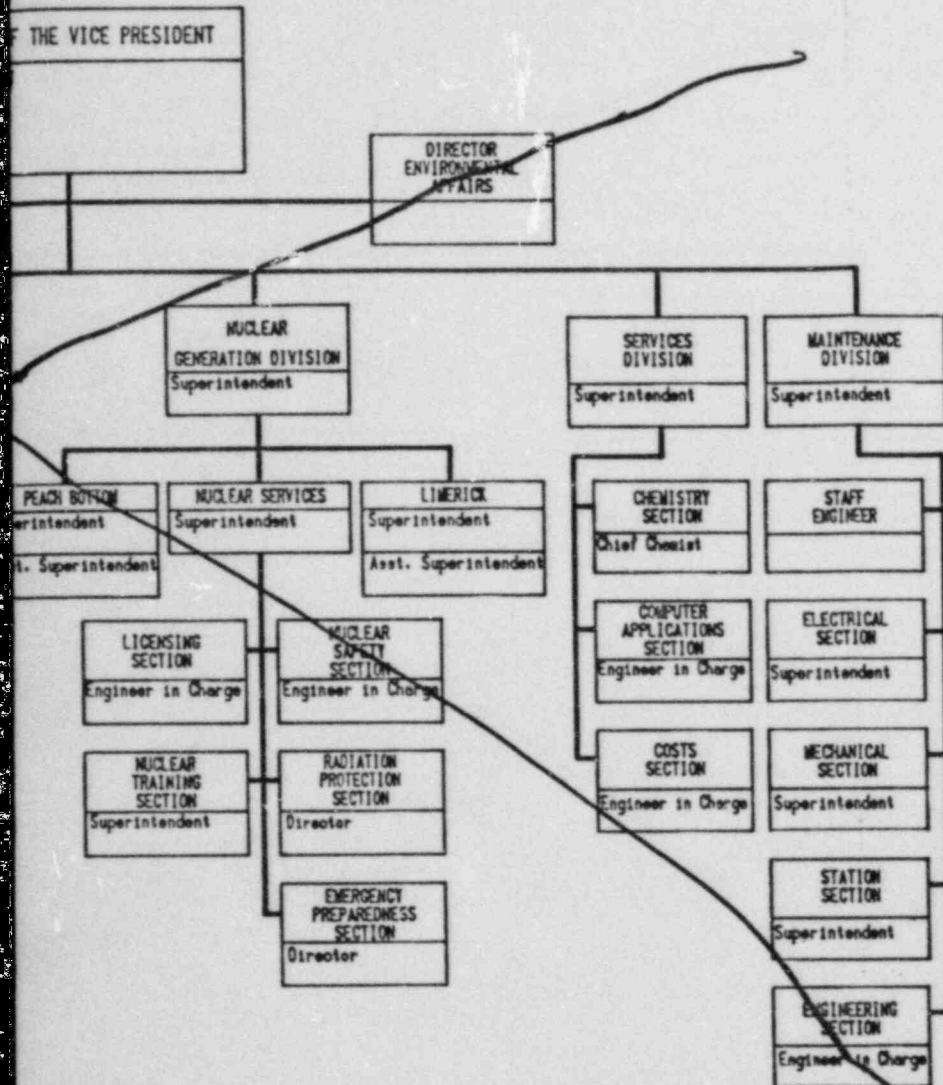 F THE VICE PRESIDENT
DIRECTOR
ENVIRONMENTAL
AFFAIRS
NUCLEAR
GENERATION DIVISION
Superintendent
SERVICES
DIVISION
Superintendent
MAINTENANCE
DIVISION
Superintendent
PEACH BOTTOM
erintendent
t. Superintendent
NUCLEAR SERVICES
Superintendent
LIMERICK
Superintendent
Asst. Superintendent
CHEMISTRY
SECTION
Chief Chemist
STAFF
ENGINEER
LICENSING
SECTION
Engineer in Charge
NUCLEAR
SAFETY
SECTION
Engineer in Charge
COMPUTER
APPLICATIONS
SECTION
Engineer in Charge
ELECTRICAL
SECTION
Superintendent
NUCLEAR
TRAINING
SECTION
Superintendent
RADIATION
PROTECTION
SECTION
Director
COSTS
SECTION
Engineer in Charge
MECHANICAL
SECTION
Superintendent
EMERGENCY
PREPAREDNESS
SECTION
Director
STATION
SECTION
Superintendent
ENGINEERING
SECTION
Engineer in Charge